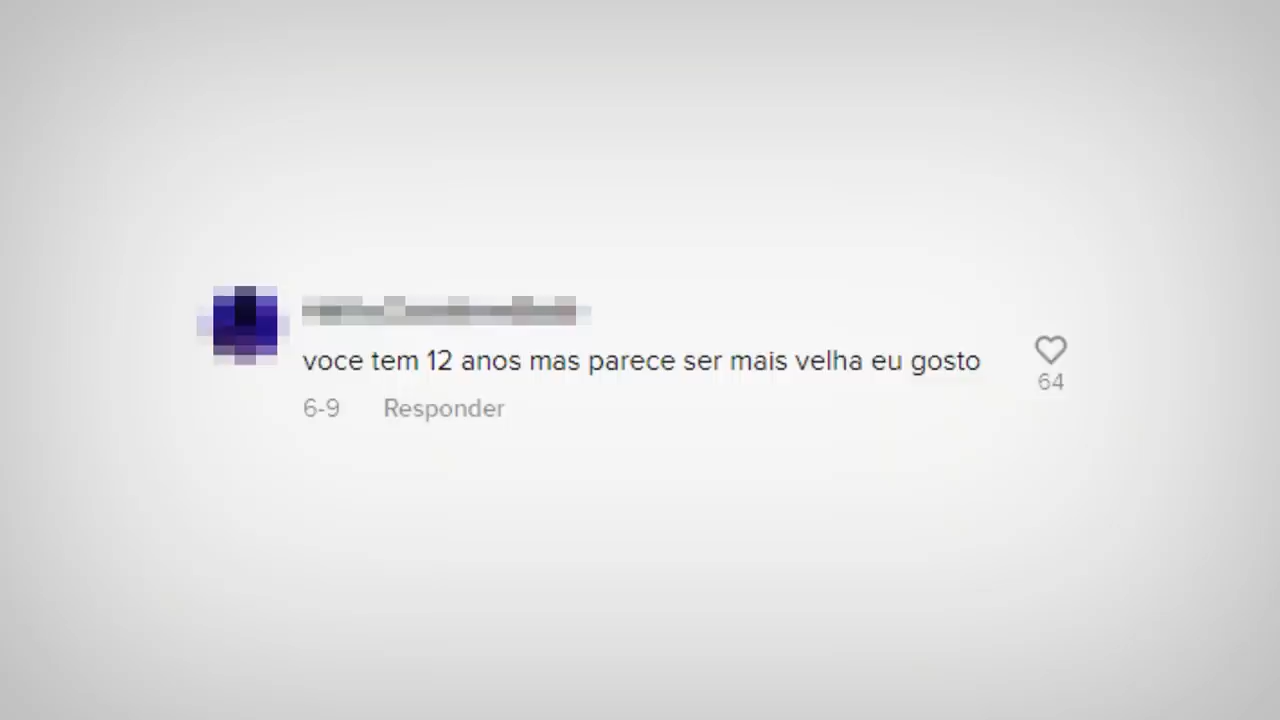 voce tem 12 anos mas parece ser mais velha eu gosto
64
6-9 Responder